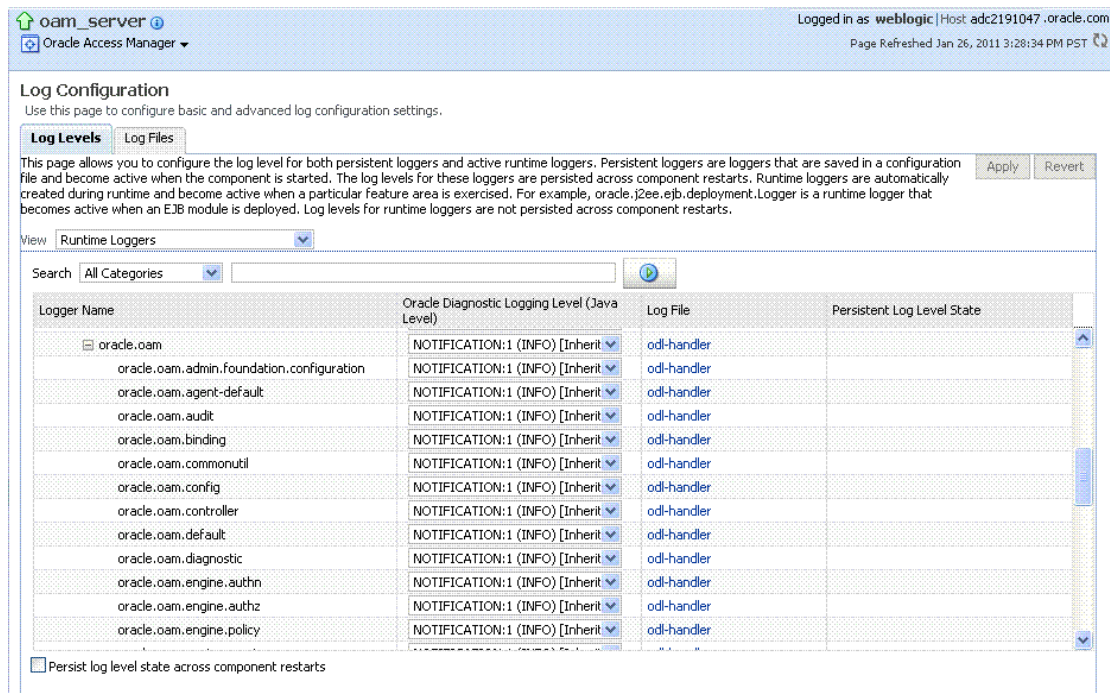 oam_server
Logged in as weblogic|Host adc2191047.oracle.com
Oracle Access Manager
Page Refreshed Jan 26, 2011 3:28:34 PM PST
Log Configuration
Use this page to configure basic and advanced log configuration settings.
Log Levels Log Files
This page allows you to configure the log level for both persistent loggers and active runtime loggers. Persistent loggers are loggers that are saved in a configuration
file and become active when the component is started. The log levels for these loggers are persisted across component restarts. Runtime loggers are automatically
created during runtime and become active when a particular feature area is exercised. For example, oracle.j2ee.ejb.deployment.Logger is a runtime logger that
becomes active when an EJB module is deployed. Log levels for runtime loggers are not persisted across component restarts.
Apply Revert
View Runtime Loggers
Search All Categories
Logger Name Oracle Diagnostic Logging Level (Java Level) Log File Persistent Log Level State
oracle.oam NOTIFICATION:1 (INFO) [Inherit odl-handler
oracle.oam.admin.foundation.configuration NOTIFICATION:1 (INFO) [Inherit odl-handler
oracle.oam.agent-default NOTIFICATION:1 (INFO) [Inherit odl-handler
oracle.oam.audit NOTIFICATION:1 (INFO) [Inherit odl-handler
oracle.oam.binding NOTIFICATION:1 (INFO) [Inherit odl-handler
oracle.oam.commonutil NOTIFICATION:1 (INFO) [Inherit odl-handler
oracle.oam.config NOTIFICATION:1 (INFO) [Inherit odl-handler
oracle.oam.controller NOTIFICATION:1 (INFO) [Inherit odl-handler
oracle.oam.default NOTIFICATION:1 (INFO) [Inherit odl-handler
oracle.oam.diagnostic NOTIFICATION:1 (INFO) [Inherit odl-handler
oracle.oam.engine.authn NOTIFICATION:1 (INFO) [Inherit odl-handler
oracle.oam.engine.authz NOTIFICATION:1 (INFO) [Inherit odl-handler
oracle.oam.engine.policy NOTIFICATION:1 (INFO) [Inherit odl-handler
Persist log level state across component restarts